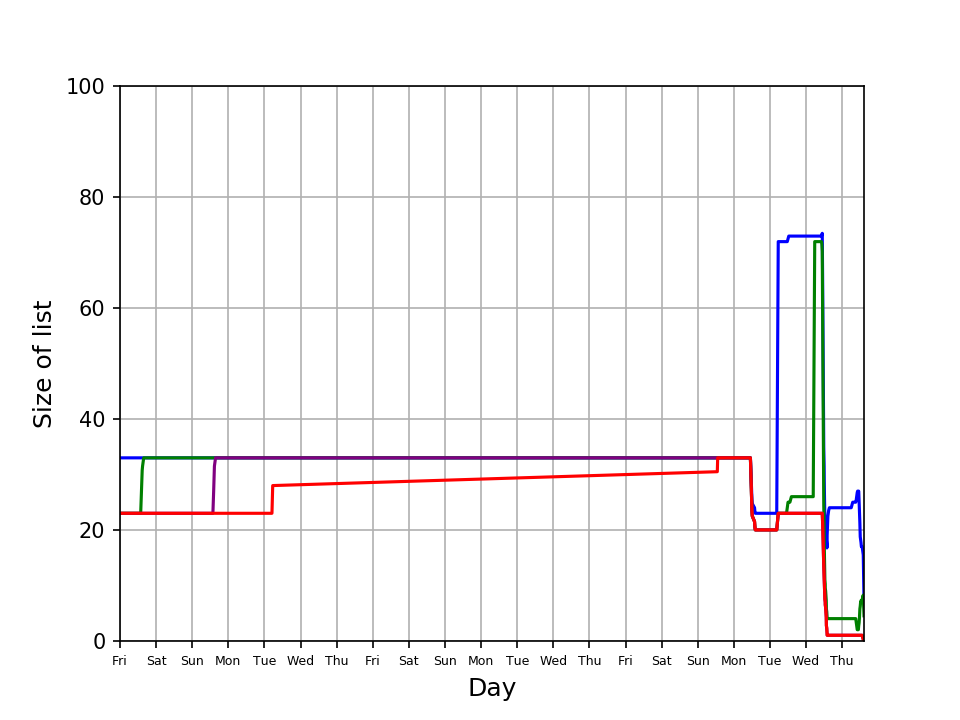 100
80
60
40
20
0
Size of list
Fri Sat Sun Mon Tue Wed Thu Fri Sat Sun Mon Tue Wed Thu Fri Sat Sun Mon Tue Wed Thu
Day